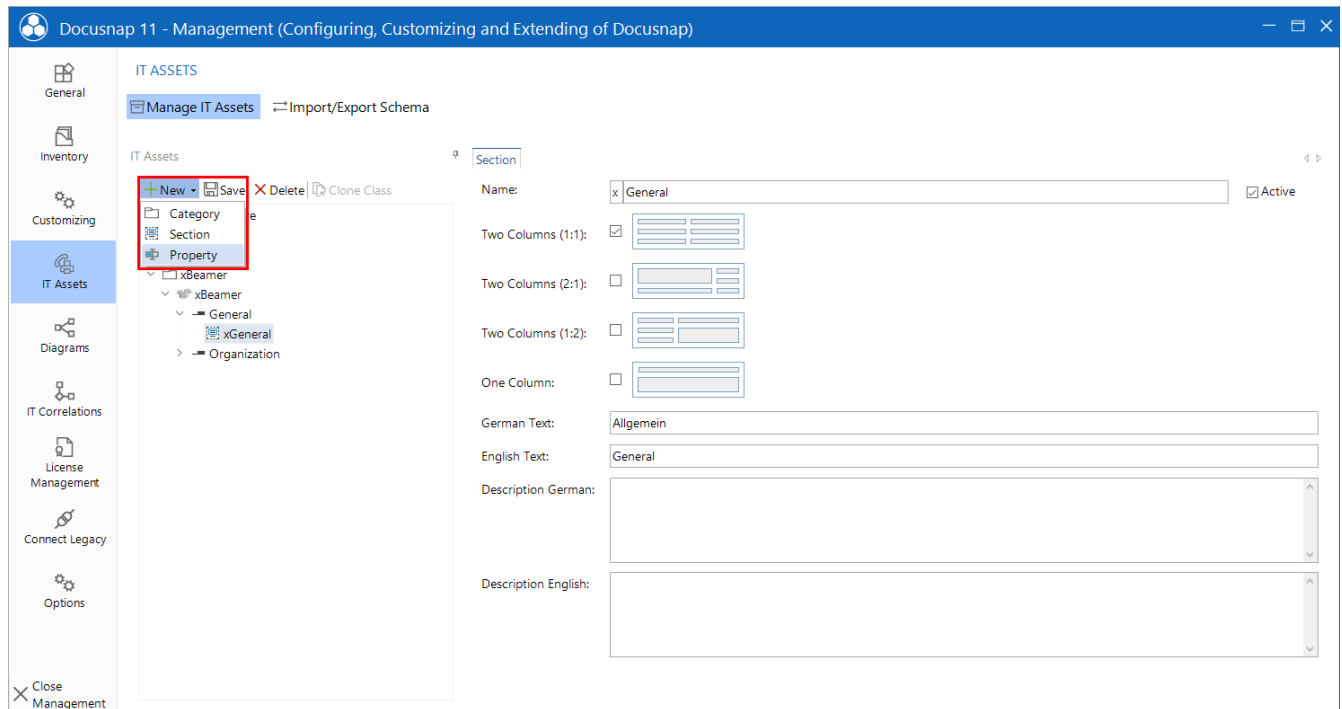 Docusnap 11 - Management (Configuring, Customizing and Extending of Docusnap)
General
Inventory
Customizing
IT Assets
Diagrams
IT Correlations
License
Management
Connect Legacy
Options
Close
Management
IT ASSETS
Manage IT Assets
Import/Export Schema
IT Assets
New
Save
Delete
Clone Class
Category
Section
Property
xBeamer
xBeamer
General
xGeneral
Organization
Section
Name: x General Active
Two Columns (1:1):
Two Columns (2:1):
Two Columns (1:2):
One Column:
German Text: Allgemein
English Text: General
Description German:
Description English: